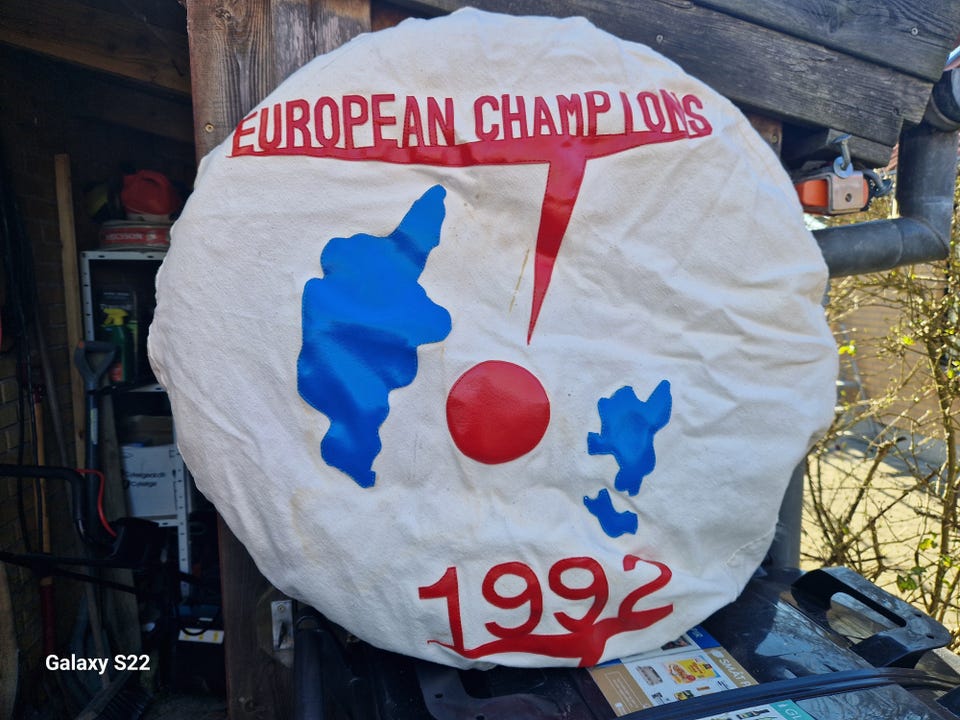 EUROPEAN CHAMPIONS
1992
Galaxy S22